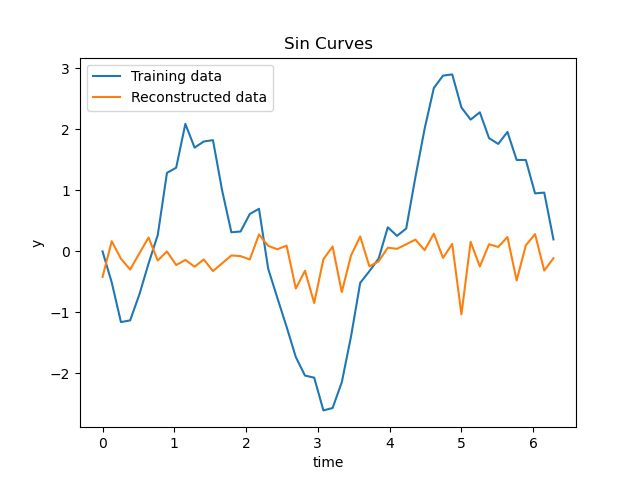 Sin Curves
Training data
Reconstructed data
3
2
1
0
−1
−2
y
0 1 2 3 4 5 6
time